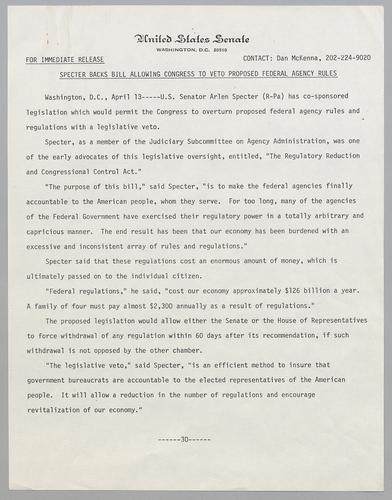 United States Senate
WASHINGTON, D.C. 20510
FOR IMMEDIATE RELEASE CONTACT: Dan McKenna, 202-224-9020
SPECTER BACKS BILL ALLOWING CONGRESS TO VETO PROPOSED FEDERAL AGENCY RULES
Washington, D.C., April 13-----U.S. Senator Arlen Specter (R-Pa) has co-sponsored
legislation which would permit the Congress to overturn proposed federal agency rules and
regulations with a legislative veto.
Specter, as a member of the Judiciary Subcommittee on Agency Administration, was one
of the early advocates of this legislative oversight, entitled, "The Regulatory Reduction
and Congressional Control Act."
"The purpose of this bill," said Specter, "is to make the federal agencies finally
accountable to the American people, whom they serve. For too long, many of the agencies
of the Federal Government have exercised their regulatory power in a totally arbitrary and
capricious manner. The end result has been that our economy has been burdened with an
excessive and inconsistent array of rules and regulations."
Specter said that these regulations cost an enormous amount of money, which is
ultimately passed on to the individual citizen.
"Federal regulations," he said, "cost our economy approximately $126 billion a year.
A family of four must pay almost $2,300 annually as a result of regulations."
The proposed legislation would allow either the Senate or the House of Representatives
to force withdrawal of any regulation within 60 days after its recommendation, if such
withdrawal is not opposed by the other chamber.
"The legislative veto," said Specter, "is an efficient method to insure that
government bureaucrats are accountable to the elected representatives of the American
people. It will allow a reduction in the number of regulations and encourage
revitalization of our economy."
------30------